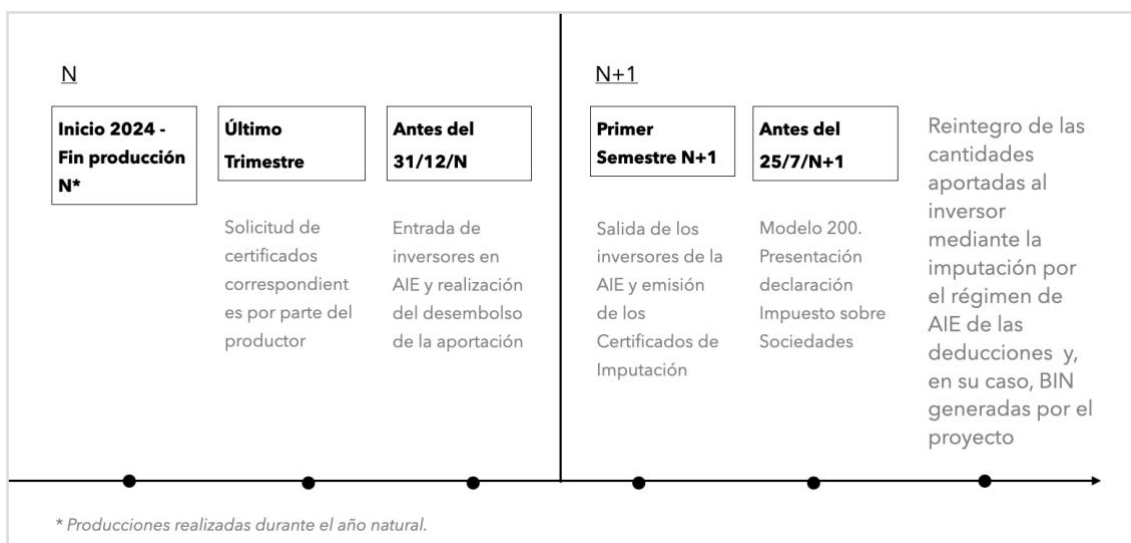 N
Inicio 2024 -
Fin producción
N*
Último
Trimestre
Solicitud de
certificados
correspondient
es por parte del
productor
Antes del
31/12/N
Entrada de
inversores en
AIE y realización
del desembolso
de la aportación
N+1
Primer
Semestre N+1
Salida de los
inversores de la
AIE y emisión
de los
Certificados de
Imputación
Antes del
25/7/N+1
Modelo 200.
Presentación
declaración
Impuesto sobre
Sociedades
Reintegro de las
cantidades
aportadas al
inversor
mediante la
imputación por
el régimen de
AIE de las
deducciones y,
en su caso, BIN
generadas por el
proyecto
* Producciones realizadas durante el año natural.